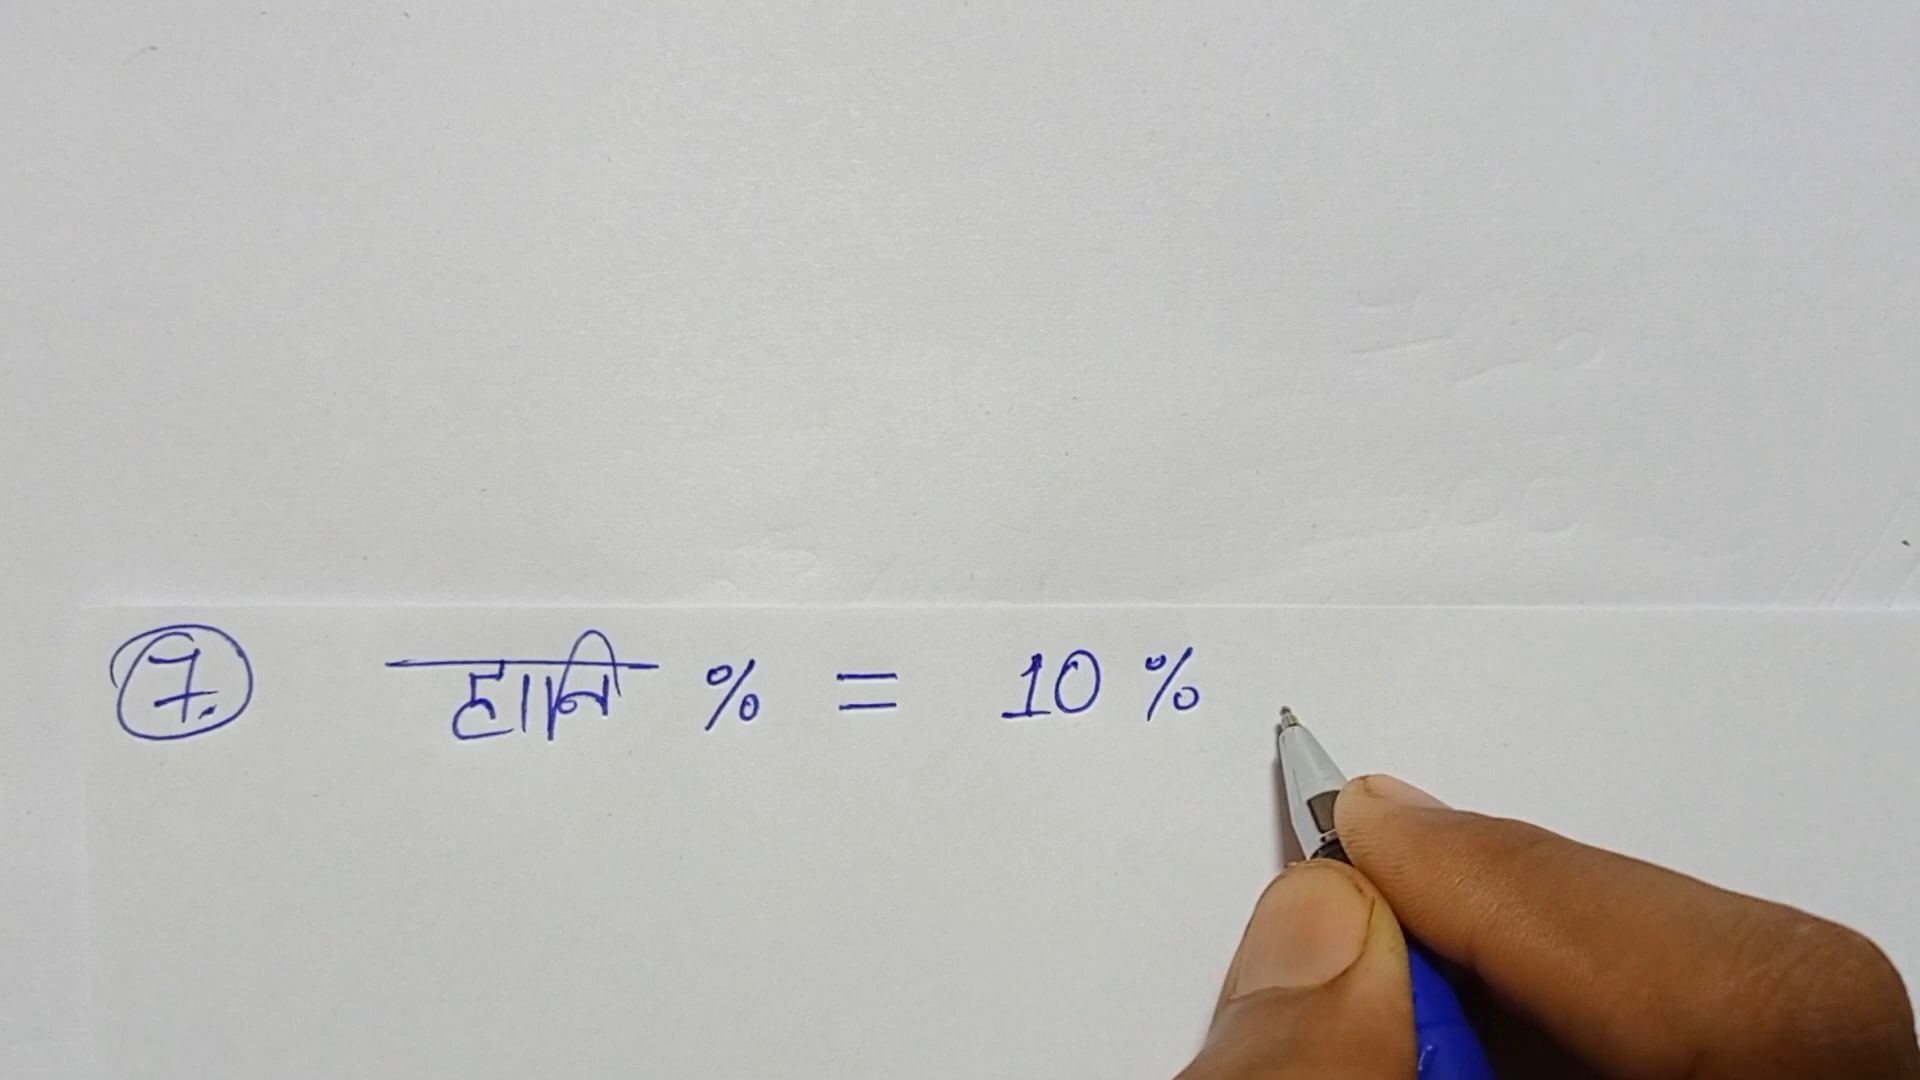 7. हानि % = 10 %